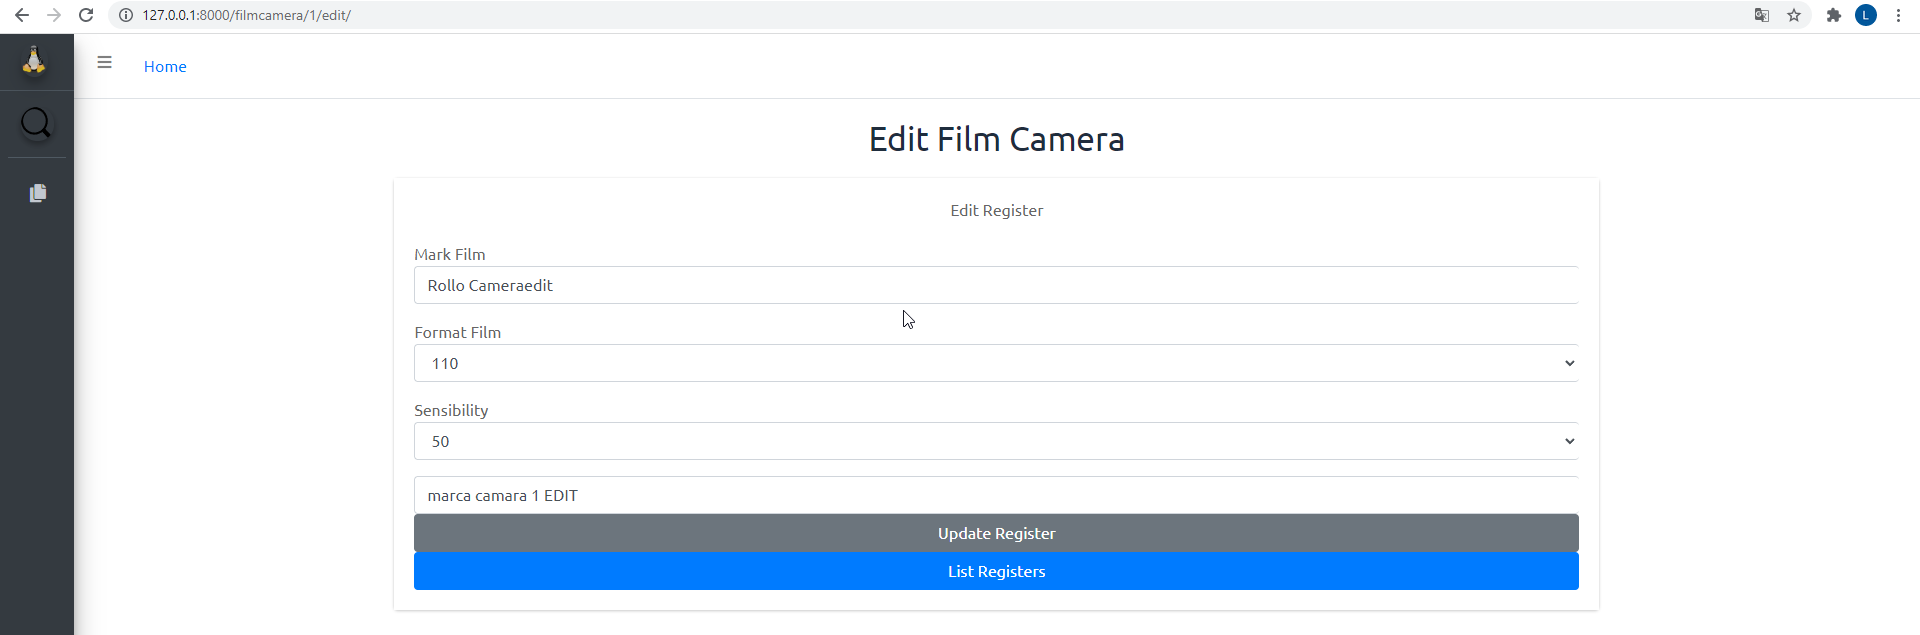 127.0.0.1:8000/filmcamera/1/edit/
L
Home
Edit Film Camera
Edit Register
Mark Film
Rollo Cameraedit
Format Film
110
Sensibility
50
marca camara 1 EDIT
Update Register
List Registers